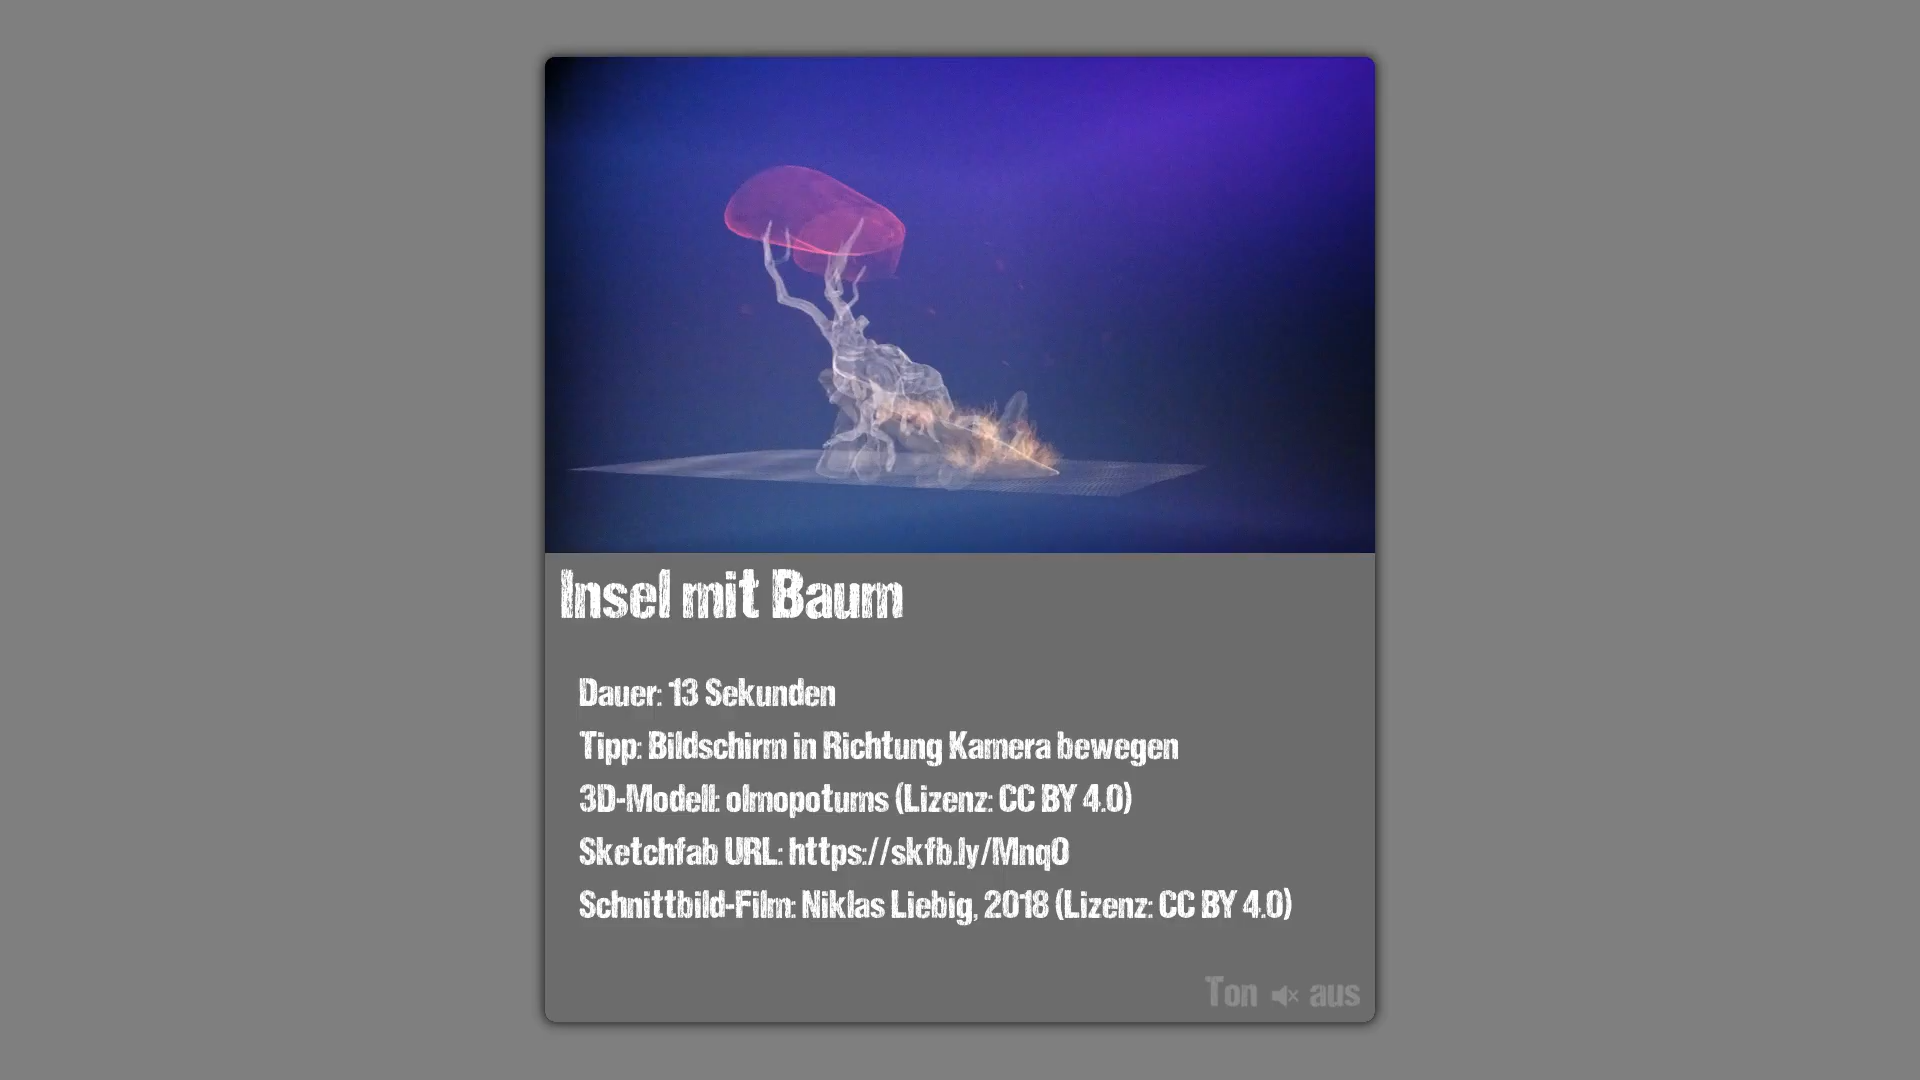 Insel mit Baum
Dauer: 13 Sekunden
Tipp: Bildschirm in Richtung Kamera bewegen
3D-Modell: olmopotums (Lizenz: CC BY 4.0)
Sketchfab URL: https://skfb.ly/MnqO
Schnittbild-Film: Niklas Liebig, 2018 (Lizenz: CC BY 4.0)
Ton aus